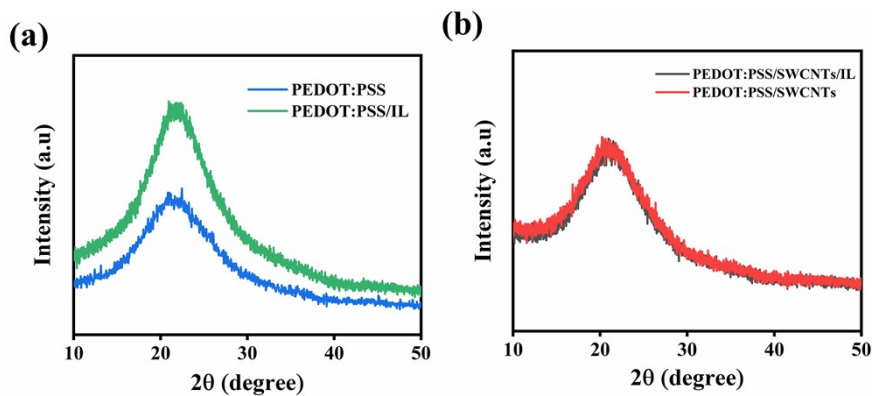 (a)
PEDOT:PSS
PEDOT:PSS/IL
Intensity (a.u)
10 20 30 40 50
2θ (degree)
(b)
PEDOT:PSS/SWCNTs/IL
PEDOT:PSS/SWCNTs
Intensity (a.u)
10 20 30 40 50
2θ (degree)